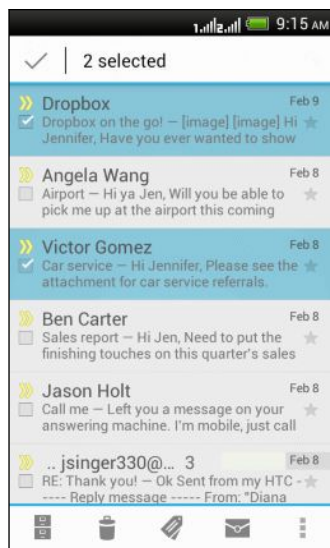 9:15 AM
2 selected
Dropbox Feb 9
Dropbox on the go! – [image] [image] Hi
Jennifer, Have you ever wanted to show
Angela Wang Feb 8
Airport – Hi ya Jen, Will you be able to
pick me up at the airport this coming
Victor Gomez Feb 8
Car service – Hi Jennifer, Please see the
attachment for car service referrals.
Ben Carter Feb 8
Sales report – Hi Jen, Need to put the
finishing touches on this quarter's sales
Jason Holt Feb 8
Call me – Left you a message on your
answering machine. I'm mobile, just call
.. jsinger330@... 3 Feb 8
RE: Thank you! – Ok Sent from my HTC -
---- Reply message ----- From: "Diana